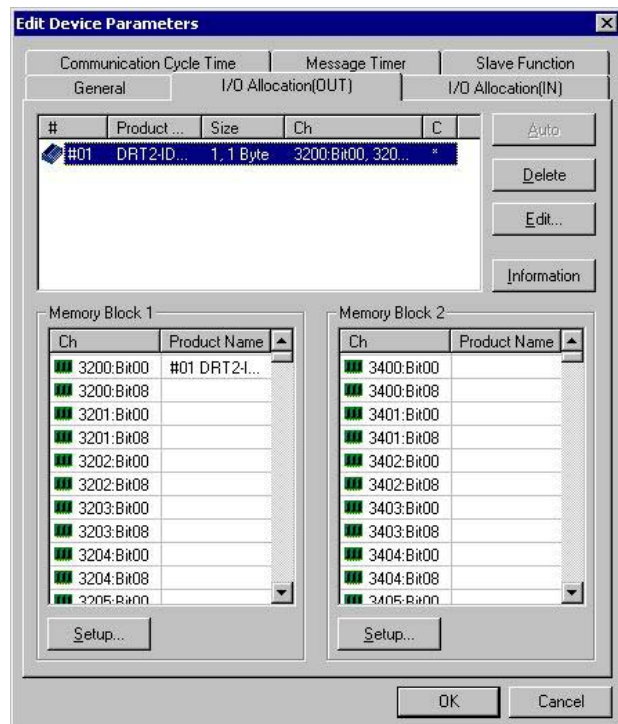 Edit Device Parameters
Communication Cycle Time Message Timer Slave Function
General I/O Allocation(OUT) I/O Allocation(IN)
# Product ... Size Ch C
#01 DRT2-ID... 1, 1 Byte 3200:Bit00, 320... *
Auto
Delete
Edit...
Information
Memory Block 1
Ch Product Name
3200:Bit00 #01 DRT2-I...
3200:Bit08
3201:Bit00
3201:Bit08
3202:Bit00
3202:Bit08
3203:Bit00
3203:Bit08
3204:Bit00
3204:Bit08
3205:Bit00
Setup...
Memory Block 2
Ch Product Name
3400:Bit00
3400:Bit08
3401:Bit00
3401:Bit08
3402:Bit00
3402:Bit08
3403:Bit00
3403:Bit08
3404:Bit00
3404:Bit08
3405:Bit00
Setup...
OK Cancel